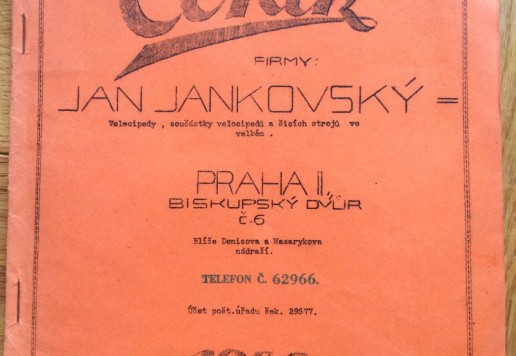 Ceník
FIRMY:
JAN JANKOVSKÝ =
Velocipedy , součástky velocipedů a šicích strojů ve
velkém .
PRAHA II,
BISKUPSKÝ DVŮR
č.6
Blíže Denisova a Masarykova
nádraží.
TELEFON Č. 62966.
Účet pošt.úřadu šek. 29577.